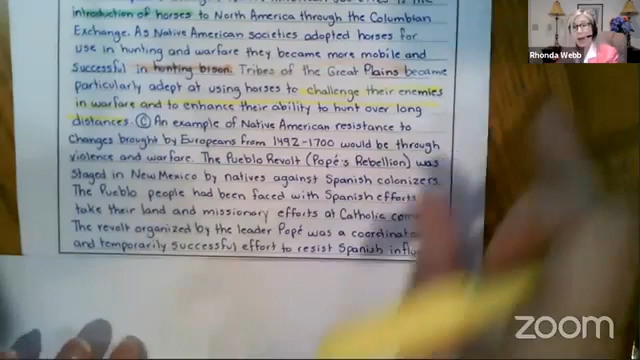 introduction of horses to North America through the Columbian
Exchange. As Native American societies adopted horses for
use in hunting and warfare they became more mobile and
successful in hunting bison. Tribes of the Great Plains became
particularly adept at using horses to challenge their enemies
in warfare and to enhance their ability to hunt over long
distances. Ⓒ An example of Native American resistance to
changes brought by Europeans from 1492-1700 would be through
violence and warfare. The Pueblo Revolt (Popé's Rebellion) was
staged in New Mexico by natives against Spanish colonizers.
The Pueblo people had been faced with Spanish efforts
take their land and missionary efforts at Catholic
The revolt organized by the leader Popé was a
and temporarily successful effort to resist Spanish
Rhonda Webb
zoom